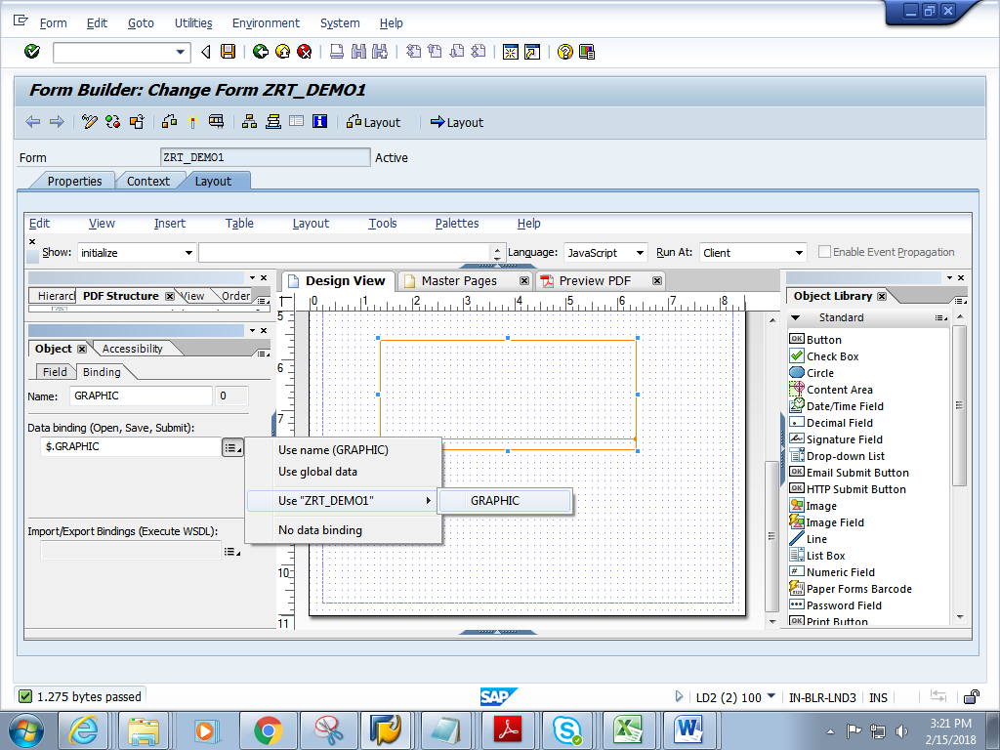 Form Edit Goto Utilities Environment System Help
Form Builder: Change Form ZRT_DEMO1
Layout Layout
Form ZRT_DEMO1 Active
Properties Context Layout
Edit View Insert Table Layout Tools Palettes Help
Show: initialize Language: JavaScript Run At: Client Enable Event Propagation
Hierarcl PDF Structure View Order
Design View Master Pages Preview PDF
Object Library
0 1 2 3 4 5 6 7 8
5
6
7
10
11
Object Accessibility
Field Binding
Name: GRAPHIC 0
Data binding (Open, Save, Submit):
$.GRAPHIC
Use name (GRAPHIC)
Use global data
Use "ZRT_DEMO1" GRAPHIC
No data binding
Import/Export Bindings (Execute WSDL):
Standard
OK Button
Check Box
Circle
Content Area
Date/Time Field
Decimal Field
Signature Field
Drop-down List
OK Email Submit Button
OK HTTP Submit Button
Image
Image Field
Line
List Box
# Numeric Field
Paper Forms Barcode
Password Field
OK Print Button
1.275 bytes passed SAP LD2 (2) 100 IN-BLR-LND3 INS
3:21 PM
2/15/2018